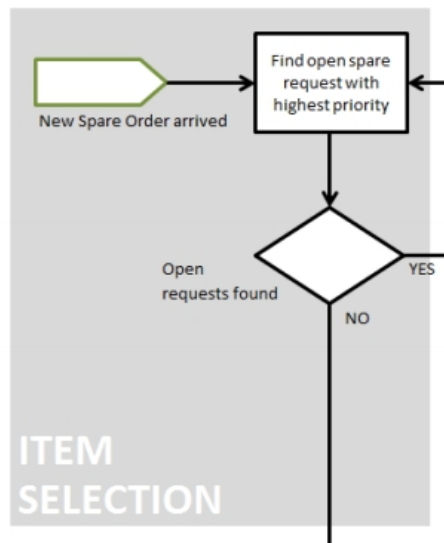 Find open spare
request with
highest priority
New Spare Order arrived
Open
requests found
YES
NO
ITEM
SELECTION